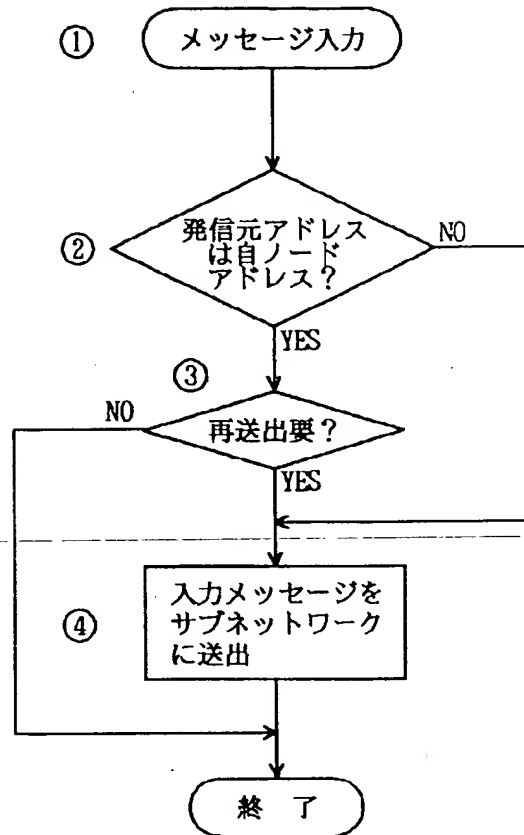 ①
メッセージ入力
②
発信元アドレス
は自ノード
アドレス？
NO
YES
③
NO
再送出要？
YES
④
入力メッセージを
サブネットワーク
に送出
終 了